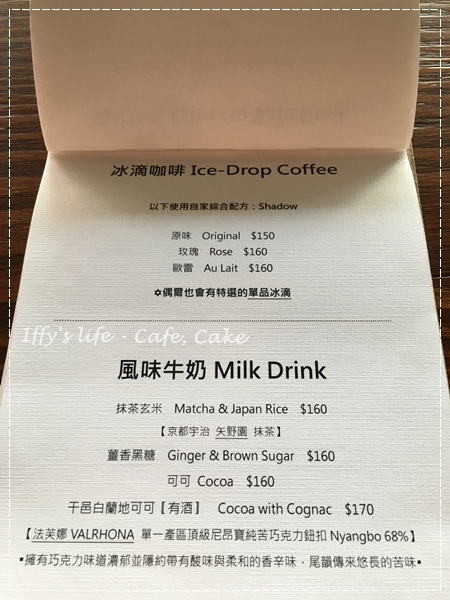 冰滴咖啡 Ice-Drop Coffee
以下使用自家綜合配方：Shadow
原味 Original $150
玫瑰 Rose $160
歐蕾 Au Lait $160
✡偶爾也會有特選的單品冰滴
Iffy's life - Cafe, Cake
風味牛奶 Milk Drink
抹茶玄米 Matcha & Japan Rice $160
【京都宇治 矢野園 抹茶】
薑香黑糖 Ginger & Brown Sugar $160
可可 Cocoa $160
干邑白蘭地可可［有酒］ Cocoa with Cognac $170
【法芙娜 VALRHONA 單一產區頂級尼昂寶純苦巧克力鈕扣 Nyangbo 68%】
▪擁有巧克力味道濃郁並隱約帶有酸味與柔和的香辛味，尾韻傳來悠長的苦味▪